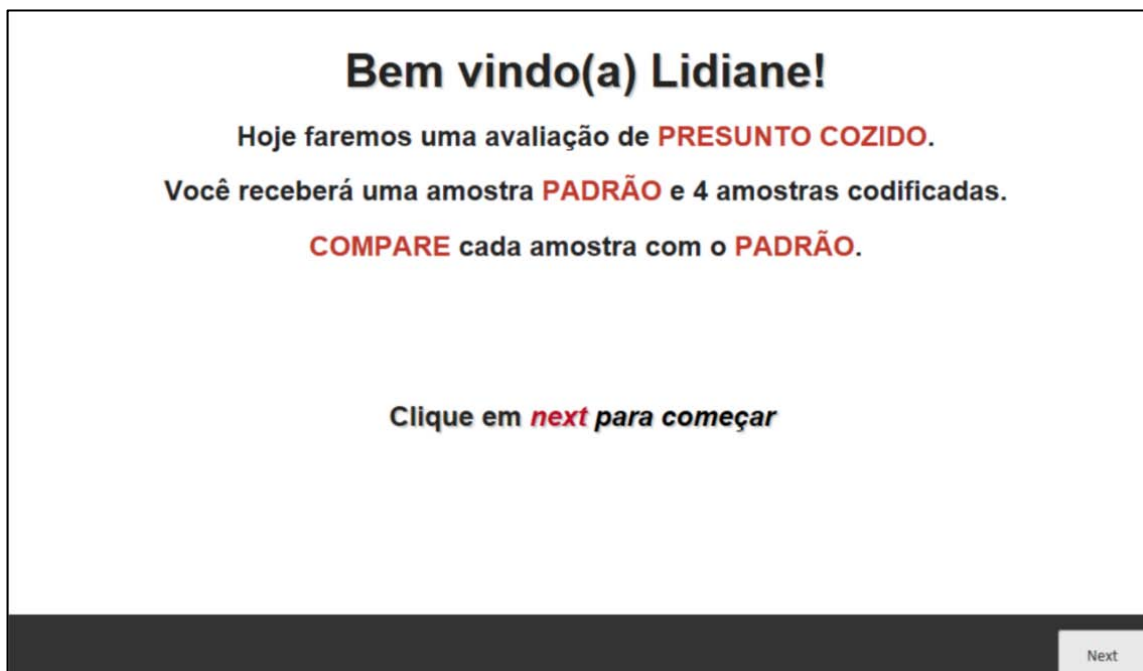 Bem vindo(a) Lidiane!
Hoje faremos uma avaliação de PRESUNTO COZIDO.
Você receberá uma amostra PADRÃO e 4 amostras codificadas.
COMPARE cada amostra com o PADRÃO.
Clique em next para começar
Next